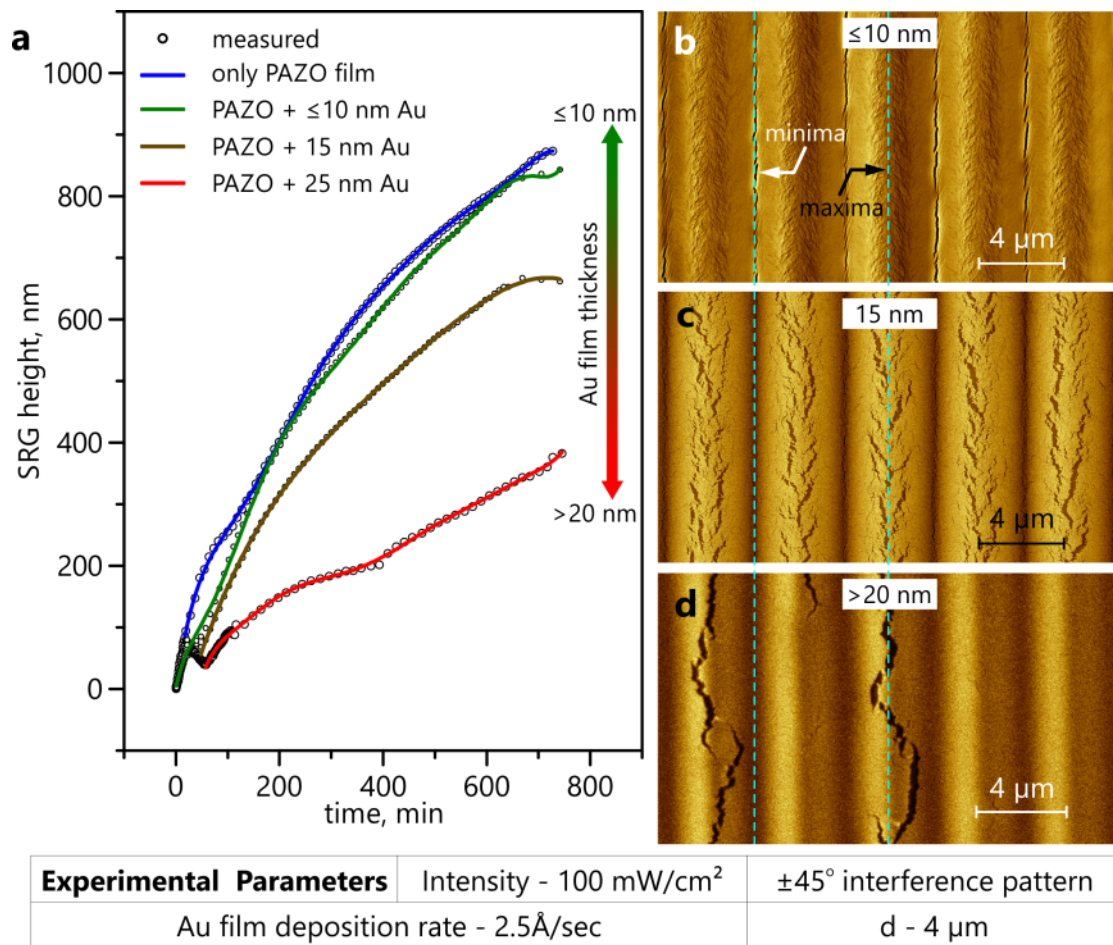 a
measured
only PAZO film
PAZO + ≤10 nm Au
PAZO + 15 nm Au
PAZO + 25 nm Au
1000
800
600
400
200
0
SRG height, nm
0
200
400
600
800
time, min
≤10 nm
Au film thickness
>20 nm
b
≤10 nm
minima
maxima
4 µm
c
15 nm
4 µm
d
>20 nm
4 µm
Experimental Parameters
Intensity - 100 mW/cm²
±45° interference pattern
Au film deposition rate - 2.5Å/sec
d - 4 µm